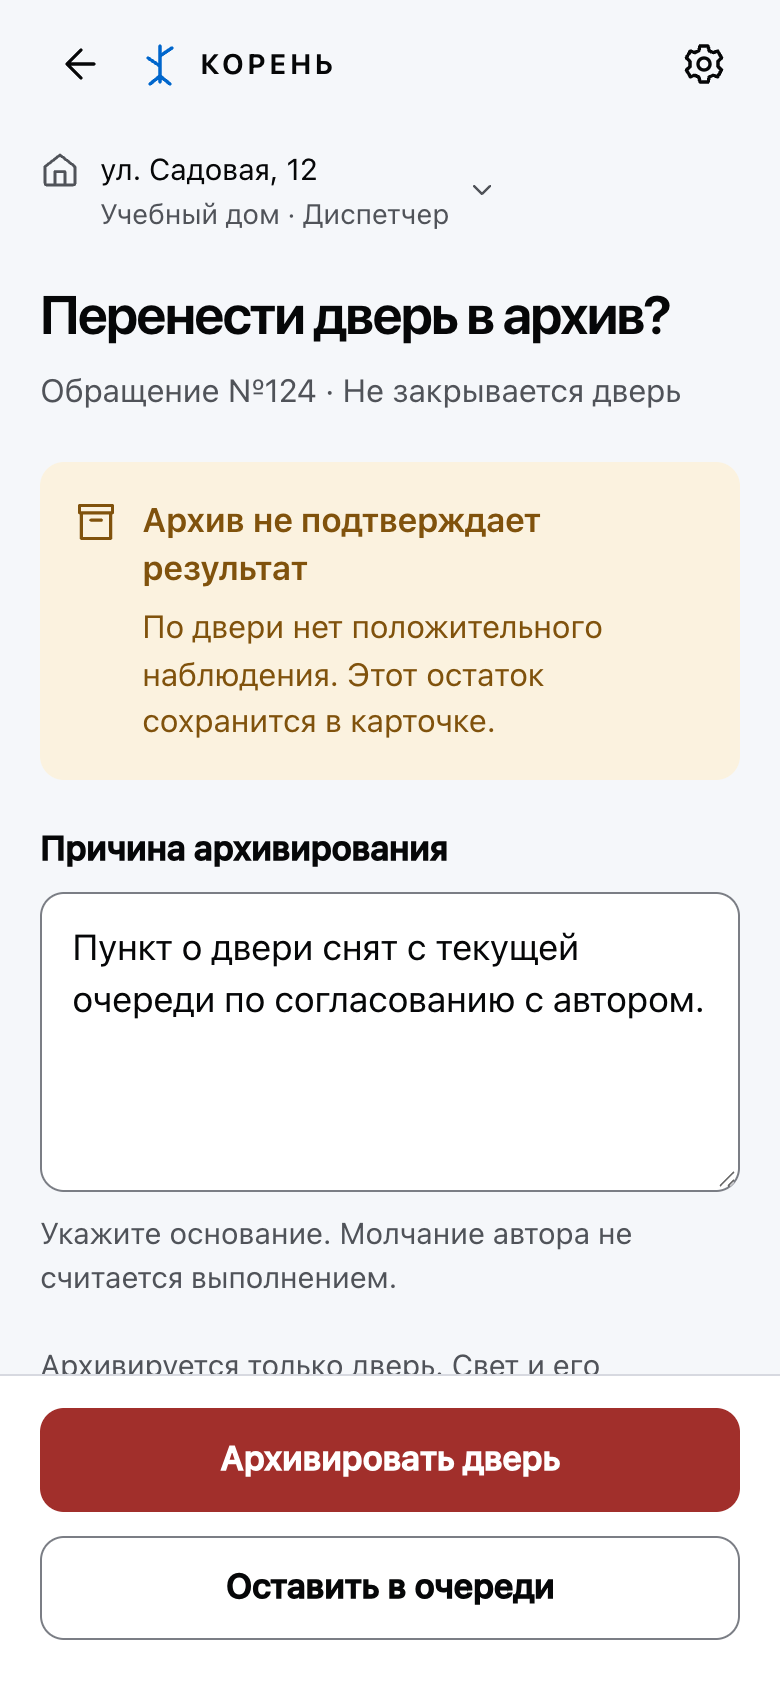 КОРЕНЬ
ул. Садовая, 12
Учебный дом · Диспетчер
Перенести дверь в архив?
Обращение №124 · Не закрывается дверь
Архив не подтверждает
результат
По двери нет положительного
наблюдения. Этот остаток
сохранится в карточке.
Причина архивирования
Пункт о двери снят с текущей
очереди по согласованию с автором.
Укажите основание. Молчание автора не
считается выполнением.
Архивируется только дверь. Свет и его
Архивировать дверь
Оставить в очереди